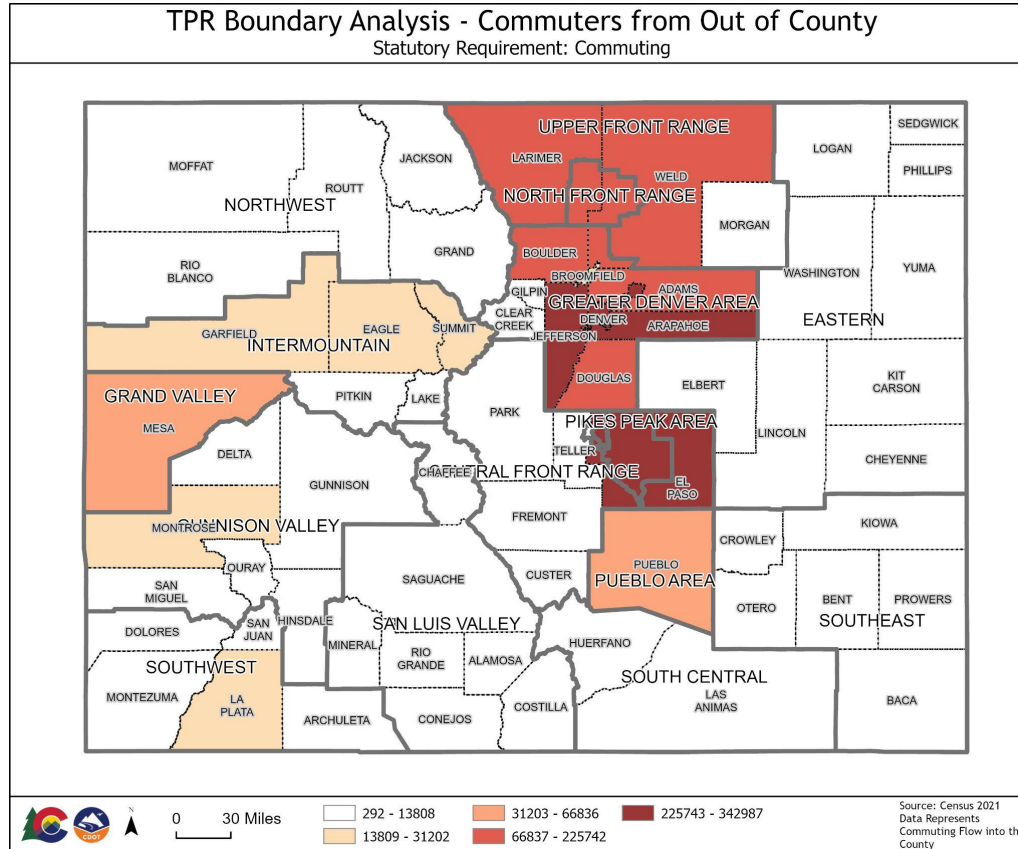 TPR Boundary Analysis - Commuters from Out of County
Statutory Requirement: Commuting
UPPER FRONT RANGE
SEDGWICK
LOGAN
PHILLIPS
JACKSON
LARIMER
MOFFAT
ROUTT
WELD
NORTHWEST
NORTH FRONT RANGE
MORGAN
GRAND
BOULDER
RIO
BLANCO
WASHINGTON
YUMA
BROOMFIELD
GILPIN
ADAMS
GREATER DENVER AREA
CLEAR
CREEK
DENVER
ARAPAHOE
EASTERN
GARFIELD
EAGLE
SUMMIT
JEFFERSON
INTERMOUNTAIN
DOUGLAS
ELBERT
KIT
CARSON
GRAND VALLEY
PITKIN
LAKE
PARK
MESA
PIKES PEAK AREA
LINCOLN
TELLER
DELTA
CHEYENNE
CHAFFEE
CENTRAL FRONT RANGE
GUNNISON
EL
PASO
FREMONT
MONTROSE
GUNNISON VALLEY
KIOWA
CROWLEY
OURAY
PUEBLO
PUEBLO AREA
SAN
MIGUEL
SAGUACHE
CUSTER
OTERO
BENT
PROWERS
SOUTHEAST
DOLORES
SAN
JUAN
HINSDALE
SAN LUIS VALLEY
MINERAL
RIO
GRANDE
ALAMOSA
HUERFANO
SOUTHWEST
SOUTH CENTRAL
MONTEZUMA
LA
PLATA
LAS
ANIMAS
BACA
ARCHULETA
CONEJOS
COSTILLA
CDOT
N
0 30 Miles
292 - 13808
13809 - 31202
31203 - 66836
66837 - 225742
225743 - 342987
Source: Census 2021
Data Represents
Commuting Flow into th
County